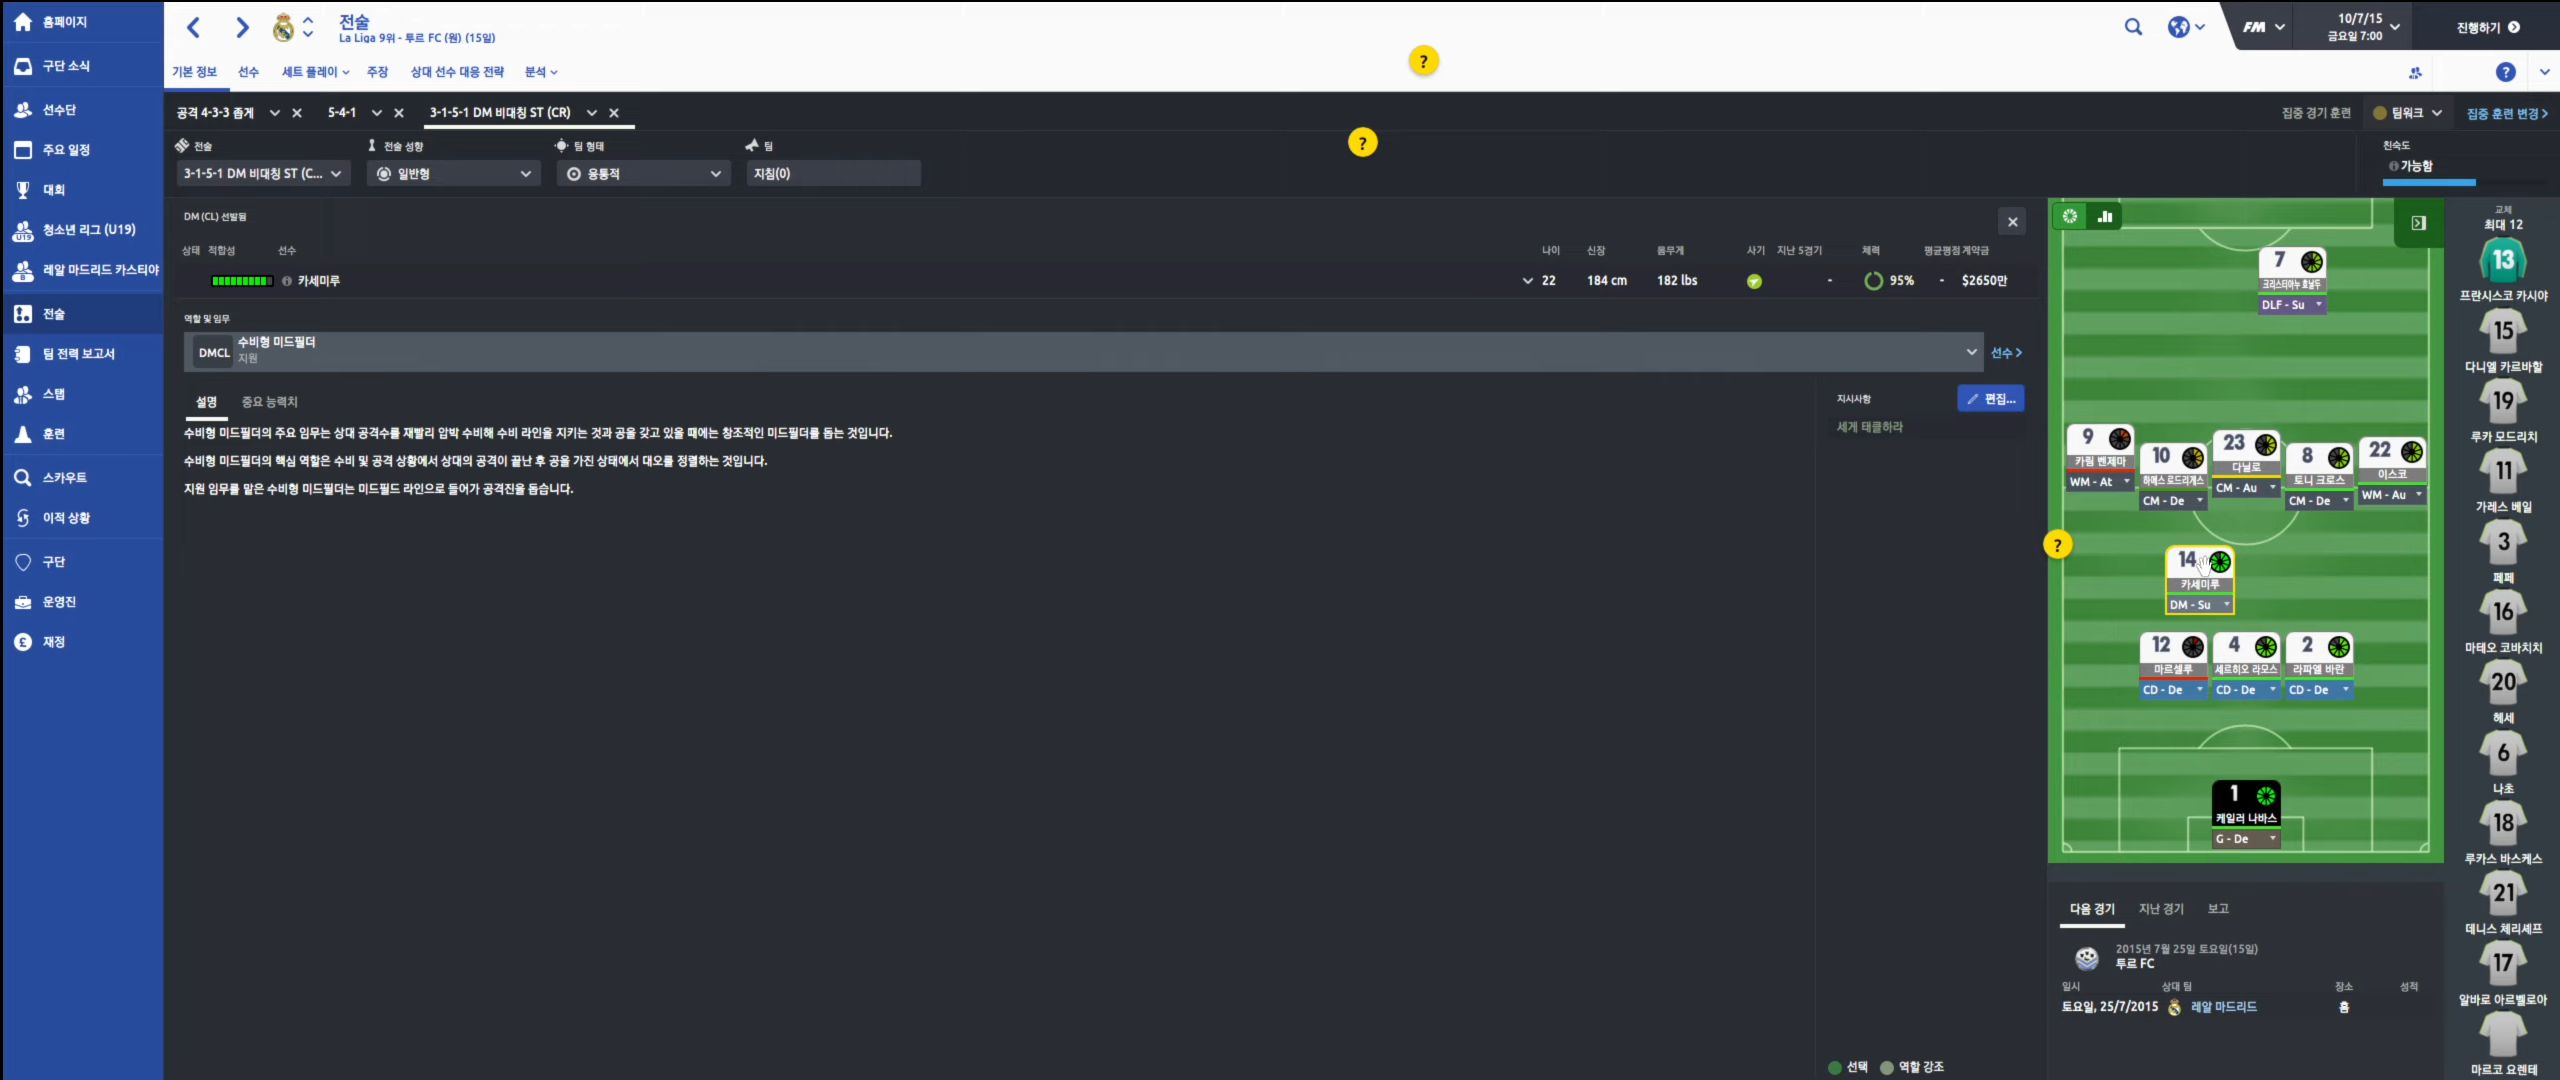 홈페이지
구단 소식
선수단
주요 일정
대회
청소년 리그 (U19)
레알 마드리드 카스티야
전술
팀 전력 보고서
스탭
훈련
스카우트
이적 상황
구단
운영진
재정
전술
La Liga 9위 - 투르 FC (원) (15일)
FM
10/7/15
금요일 7:00
진행하기
기본 정보 선수 세트 플레이 주장 상대 선수 대응 전략 분석
?
?
공격 4-3-3 좁게 5-4-1 3-1-5-1 DM 비대칭 ST (CR)
집중 경기 훈련 팀워크 집중 훈련 변경 >
?
전술 전술 성향 팀 형태 팀
3-1-5-1 DM 비대칭 ST (C... 일반형 융통적 지침(0)
친숙도
가능함
DM (CL) 선발됨
상태 적합성 선수 나이 신장 몸무게 사기 지난 5경기 체력 평균평점 계약금
카세미루 22 184 cm 182 lbs - 95% - $2650만
역할 및 임무
DMCL 수비형 미드필더
지원
선수 >
설명 중요 능력치
수비형 미드필더의 주요 임무는 상대 공격수를 재빨리 압박 수비해 수비 라인을 지키는 것과 공을 갖고 있을 때에는 창조적인 미드필더를 돕는 것입니다.
수비형 미드필더의 핵심 역할은 수비 및 공격 상황에서 상대의 공격이 끝난 후 공을 가진 상태에서 대오를 정렬하는 것입니다.
지원 임무를 맡은 수비형 미드필더는 미드필드 라인으로 들어가 공격진을 돕습니다.
지시사항 편집...
세게 태클하라
선택 역할 강조
7
크리스티아누 호날두
DLF - Su
9
카림 벤제마
WM - At
10
하메스 로드리게스
CM - De
23
다닐로
CM - Au
8
토니 크로스
CM - De
22
이스코
WM - Au
?
14
카세미루
DM - Su
12
마르셀루
CD - De
4
세르히오 라모스
CD - De
2
라파엘 바란
CD - De
1
케일러 나바스
G - De
다음 경기 지난 경기 보고
2015년 7월 25일 토요일(15일)
투르 FC
일시 상대 팀 장소 성적
토요일, 25/7/2015 레알 마드리드 홈
교체
최대 12
13
프란시스코 카시야
15
다니엘 카르바할
19
루카 모드리치
11
가레스 베일
3
페페
16
마테오 코바치치
20
헤세
6
나초
18
루카스 바스케스
21
데니스 체리셰프
17
알바로 아르벨로아
마르코 요렌테